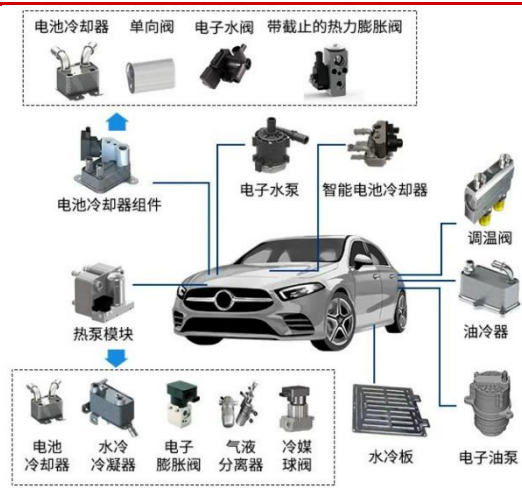 电池冷却器 单向阀 电子水阀 带截止的热力膨胀阀
电池冷却器组件
电子水泵
智能电池冷却器
调温阀
热泵模块
油冷器
电池
冷却器
水冷
冷凝器
电子
膨胀阀
气液
分离器
冷媒
球阀
水冷板
电子油泵